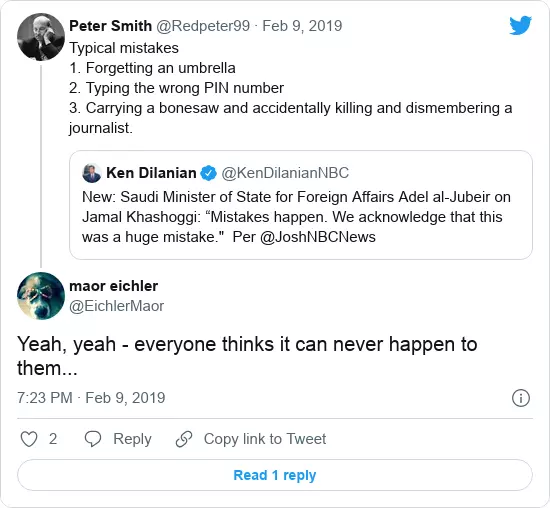 Peter Smith @Redpeter99 · Feb 9, 2019
Typical mistakes
1. Forgetting an umbrella
2. Typing the wrong PIN number
3. Carrying a bonesaw and accidentally killing and dismembering a
journalist.
Ken Dilanian @KenDilanianNBC
New: Saudi Minister of State for Foreign Affairs Adel al-Jubeir on
Jamal Khashoggi: “Mistakes happen. We acknowledge that this
was a huge mistake."  Per @JoshNBCNews
maor eichler
@EichlerMaor
Yeah, yeah - everyone thinks it can never happen to
them...
7:23 PM · Feb 9, 2019
2 Reply Copy link to Tweet
Read 1 reply